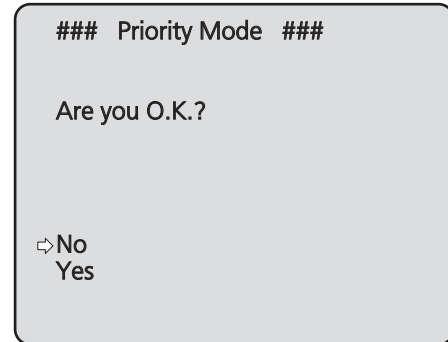 ### Priority Mode ###
Are you O.K.?
⇨No
Yes